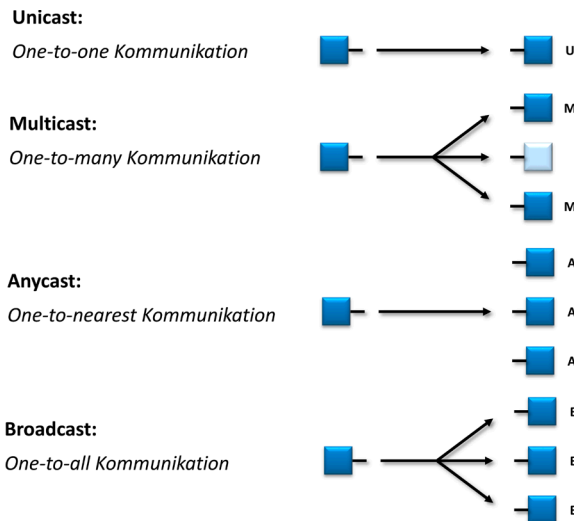 Unicast:
One-to-one Kommunikation
U
Multicast:
M
One-to-many Kommunikation
M
A
Anycast:
One-to-nearest Kommunikation
A
A
Broadcast:
One-to-all Kommunikation